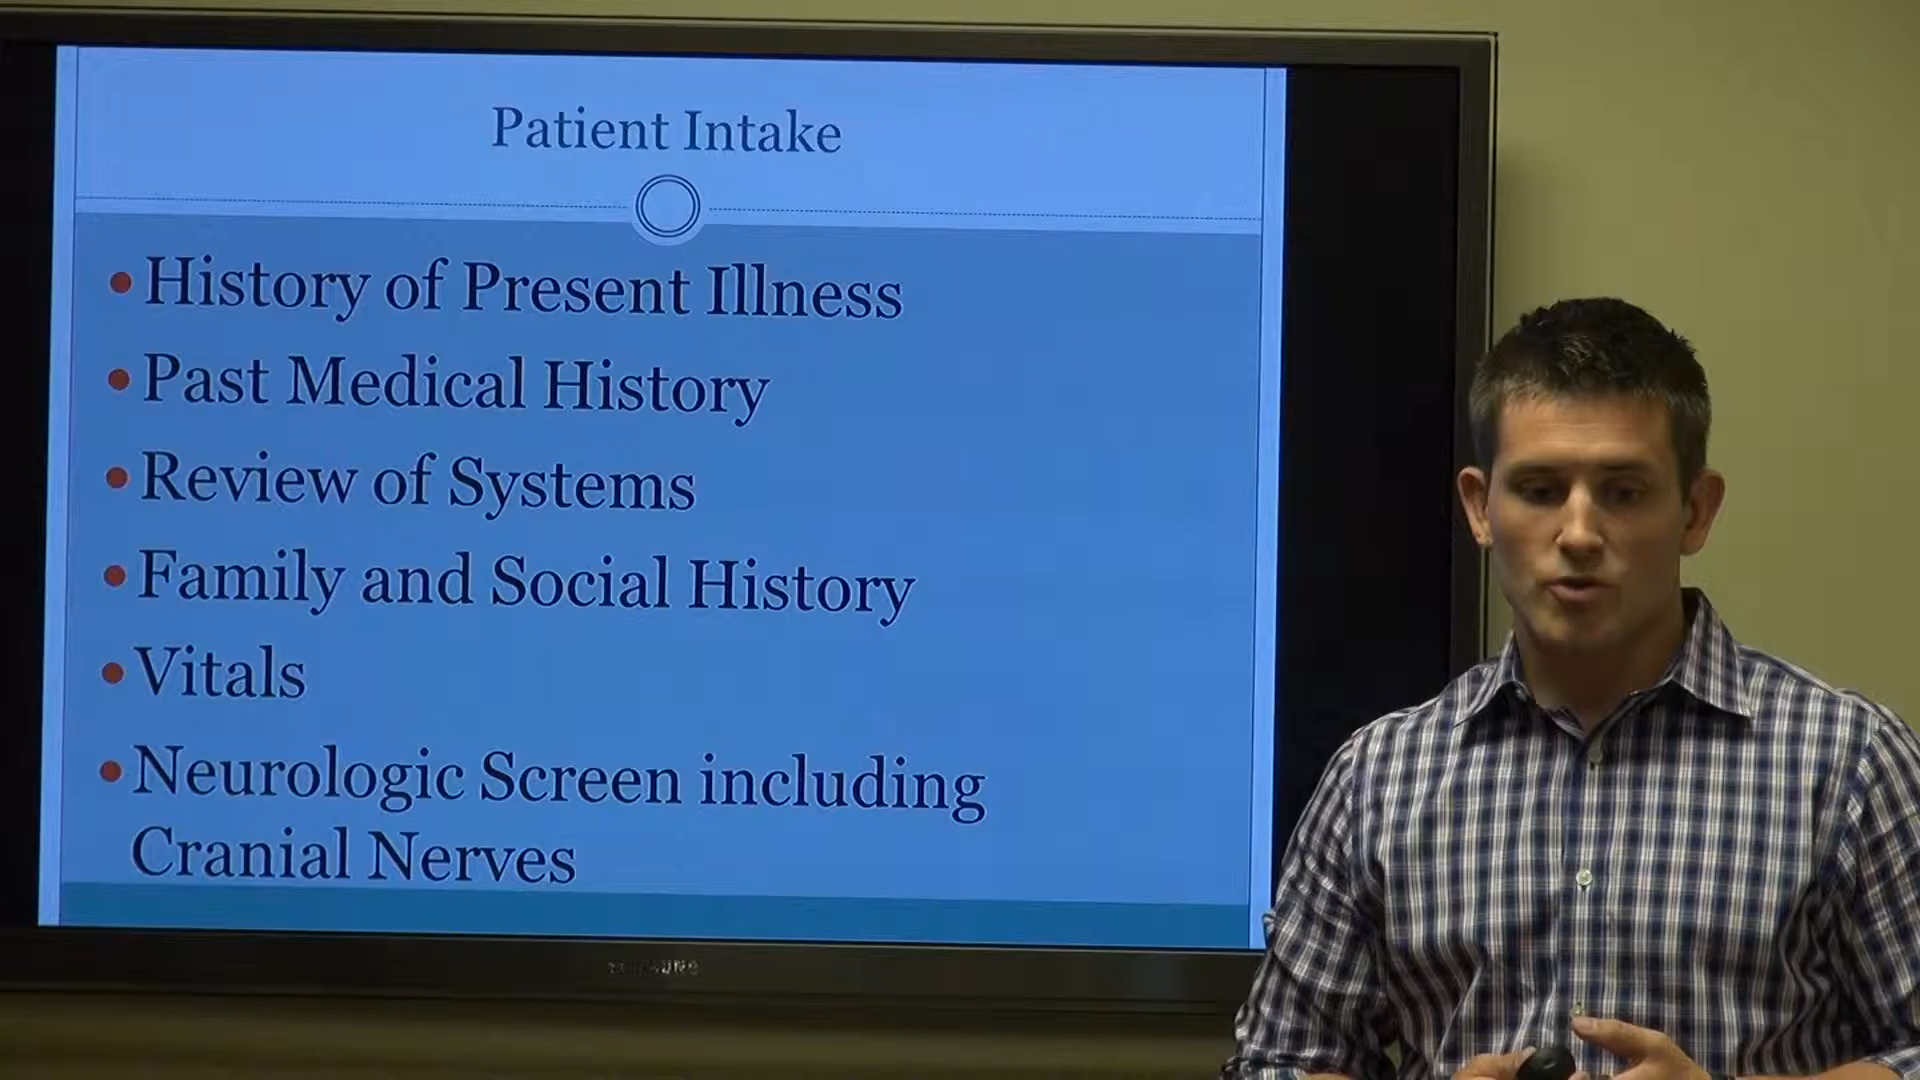 Patient Intake
• History of Present Illness
• Past Medical History
• Review of Systems
• Family and Social History
• Vitals
• Neurologic Screen including
Cranial Nerves
SAMSUNG